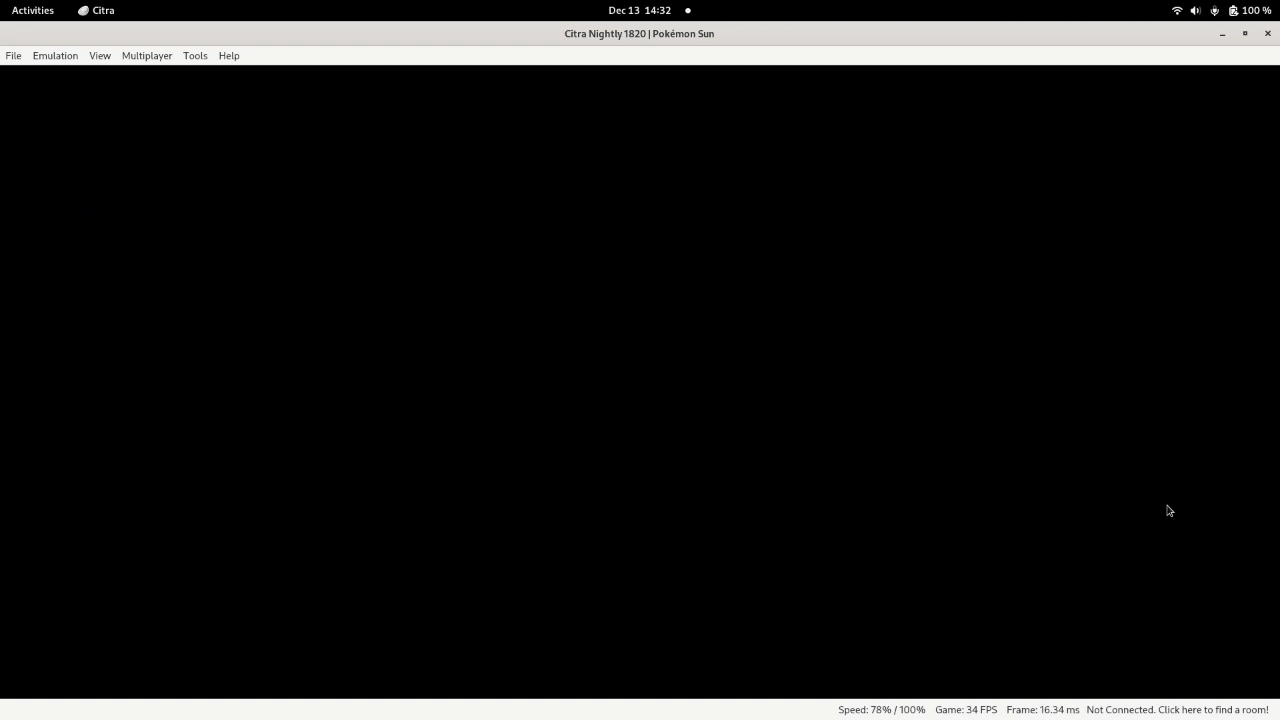 Activities Citra Dec 13 14:32 100 %
Citra Nightly 1820 | Pokémon Sun
File Emulation View Multiplayer Tools Help
Speed: 78% / 100% Game: 34 FPS Frame: 16.34 ms Not Connected. Click here to find a room!